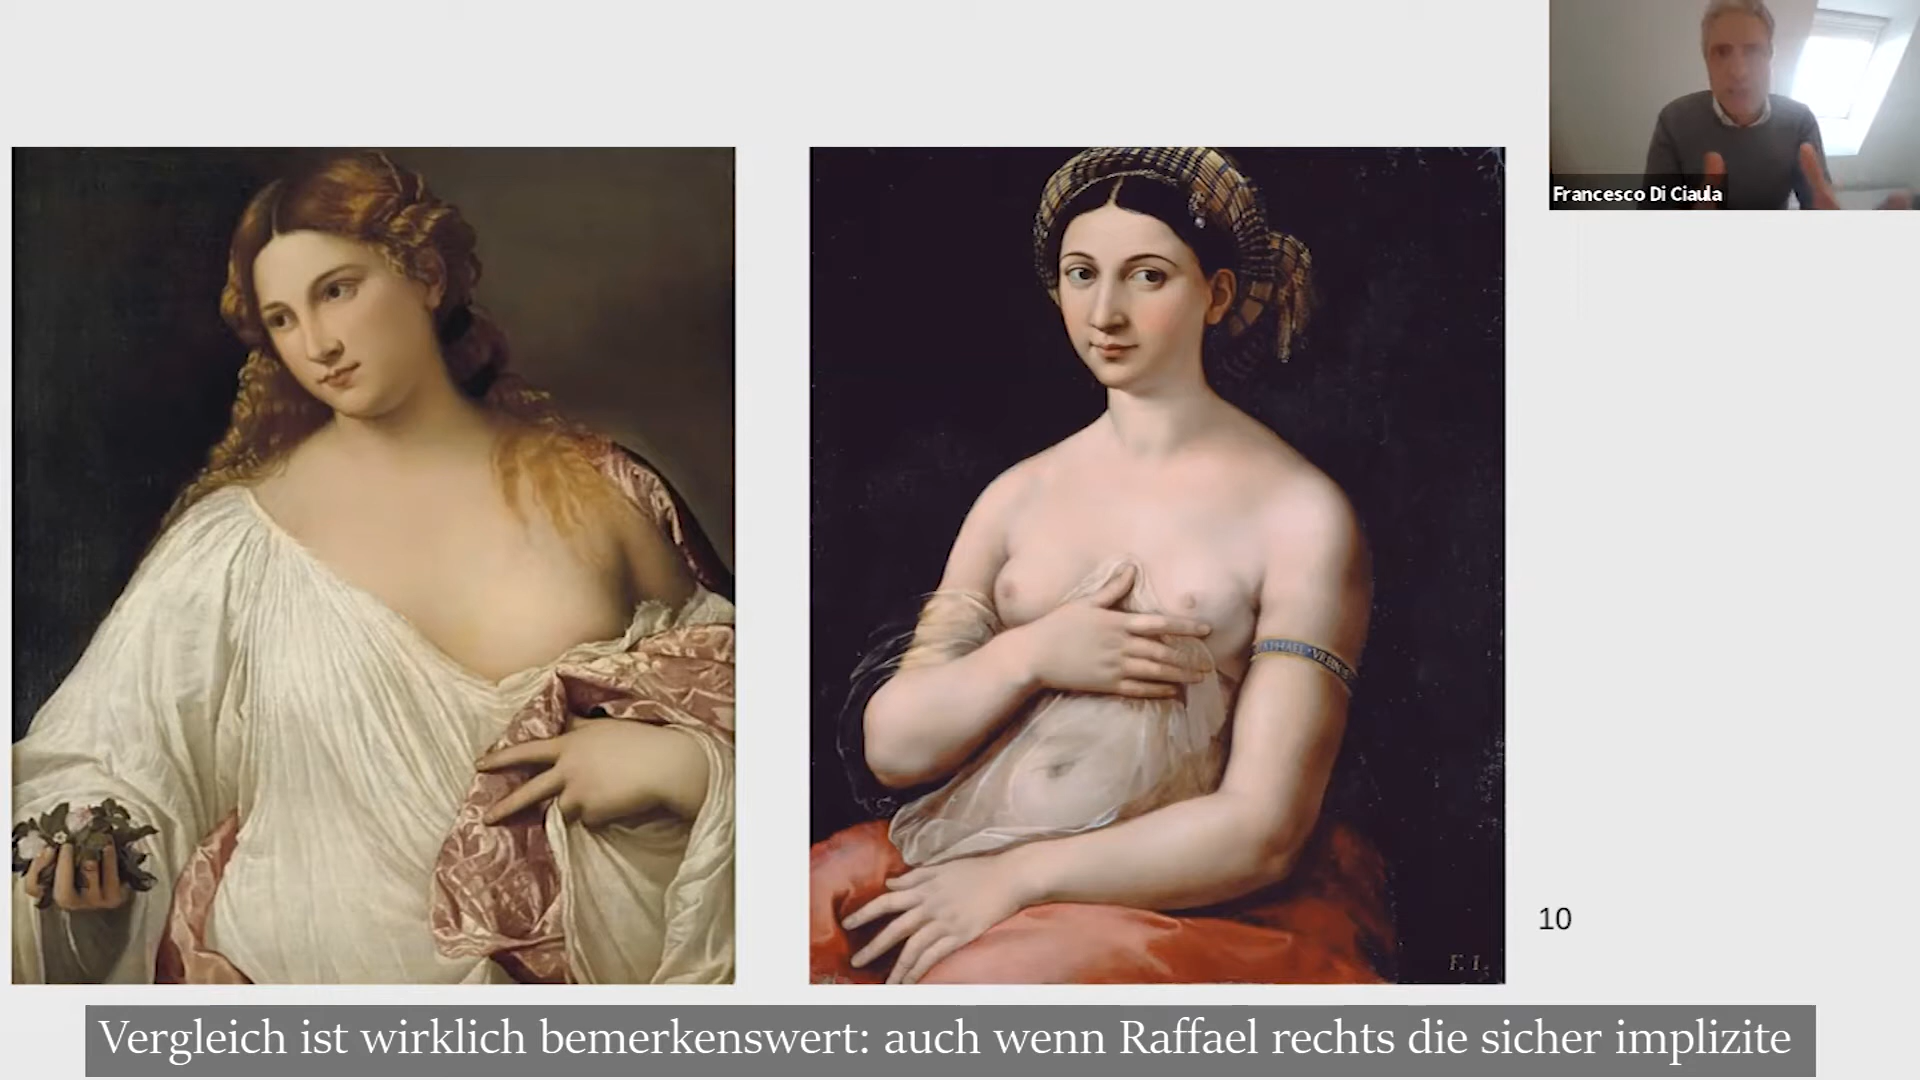 Francesco Di Ciaula
10
F. I.
Vergleich ist wirklich bemerkenswert: auch wenn Raffael rechts die sicher implizite